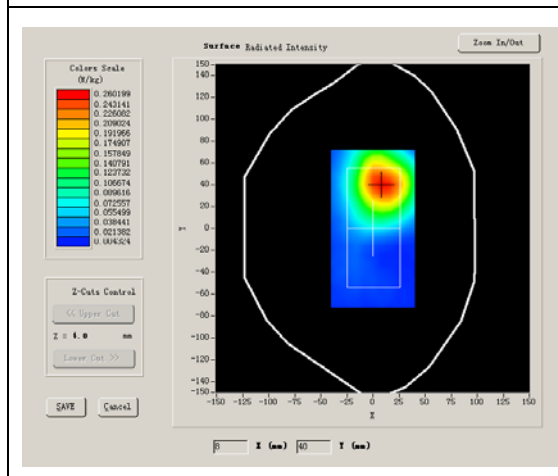 Surface Radiated Intensity
Zoom In/Out
Colors Scale
(W/kg)
0.260199
0.243141
0.226082
0.209024
0.191966
0.174907
0.157849
0.140791
0.123732
0.106674
0.089616
0.072557
0.055499
0.038441
0.021382
0.004324
150
140
120
100
80
60
40
20
0
-20
-40
-60
-80
-100
-120
-140
-150
Y
-150 -125 -100 -75 -50 -25 0 25 50 75 100 125 150
X
Z-Cuts Control
<< Upper Cut
Z = 4.0 mm
Lower Cut >>
SAVE Cancel
8 X (mm) 40 Y (mm)